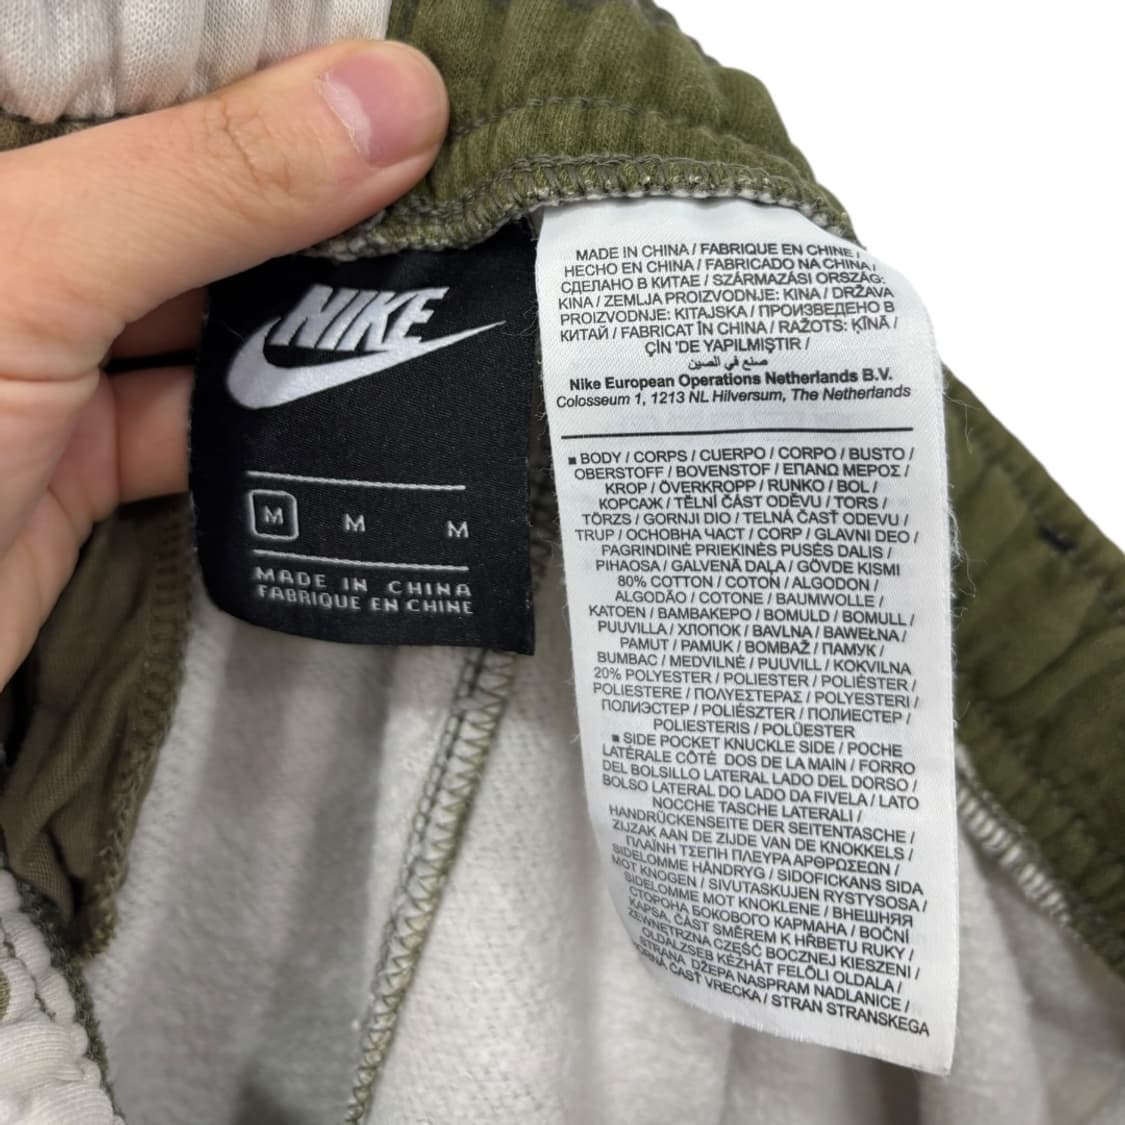 NIKE
M M M
MADE IN CHINA
FABRIQUE EN CHINE
MADE IN CHINA / FABRIQUE EN CHINE /
HECHO EN CHINA / FABRICADO NA CHINA /
СДЕЛАНО В КИТАЕ / SZÁRMAZÁSI ORSZÁG:
KINA / ZEMLJA PROIZVODNJE: KINA / DRŽAVA
PROIZVODNJE: KITAJSKA / ПРОИЗВЕДЕНО В
КИТАЙ / FABRICAT ÎN CHINA / RAŽOTS: ĶĪNĀ /
ÇİN 'DE YAPILMIŞTIR /
صنع في الصين
Nike European Operations Netherlands B.V.
Colosseum 1, 1213 NL Hilversum, The Netherlands
■ BODY / CORPS / CUERPO / CORPO / BUSTO /
OBERSTOFF / BOVENSTOF / ΕΠΑΝΩ ΜΕΡΟΣ /
KROP / ÖVERKROPP / RUNKO / BOL /
КОРСАЖ / TĚLNÍ ČÁST ODĚVU / TORS /
TÖRZS / GORNJI DIO / TELNÁ ČASŤ ODEVU /
TRUP / ОСНОВНА ЧАСТ / CORP / GLAVNI DEO /
PAGRINDINĖ PRIEKINĖS PUSĖS DALIS /
PIHAOSA / GALVENĀ DAĻA / GÖVDE KISMI
80% COTTON / COTON / ALGODON /
ALGODÃO / COTONE / BAUMWOLLE /
KATOEN / ΒΑΜΒΑΚΕΡΟ / BOMULD / BOMULL /
PUUVILLA / ХЛОПОК / BAVLNA / BAWEŁNA /
PAMUT / PAMUK / BOMBAŽ / ПАМУК /
BUMBAC / MEDVILNĖ / PUUVILL / KOKVILNA
20% POLYESTER / POLIESTER / POLIÉSTER /
POLIESTERE / ΠΟΛΥΕΣΤΕΡΑΣ / POLYESTERI /
ПОЛИЭСТЕР / POLIÉSZTER / ПОЛИЕСТЕР /
POLIESTERIS / POLÜESTER
■ SIDE POCKET KNUCKLE SIDE / POCHE
LATÉRALE CÔTÉ DOS DE LA MAIN / FORRO
DEL BOLSILLO LATERAL LADO DEL DORSO /
BOLSO LATERAL DO LADO DA FIVELA / LATO
NOCCHE TASCHE LATERALI /
HANDRÜCKENSEITE DER SEITENTASCHE /
ZIJZAK AAN DE ZIJDE VAN DE KNOKKELS /
ΠΛΑΪΝΗ ΤΣΕΠΗ ΠΛΕΥΡΑ ΑΡΘΡΩΣΕΩΝ /
SIDELOMME HÅNDRYG / SIDOFICKANS SIDA
MOT KNOGEN / SIVUTASKUJEN RYSTYSOSA /
SIDELOMME MOT KNOKLENE / ВНЕШНЯЯ
СТОРОНА БОКОВОГО КАРМАНА / BOČNÍ
KAPSA, ČÁST SMĚREM K HŘBETU RUKY /
ZEWNĘTRZNA CZĘŚĆ BOCZNEJ KIESZENI /
OLDALZSEB KÉZHÁT FELŐLI OLDALA /
STRANA DŽEPA NASPRAM NADLANICE /
ČASŤ VRECKA / STRAN STRANSKEGA